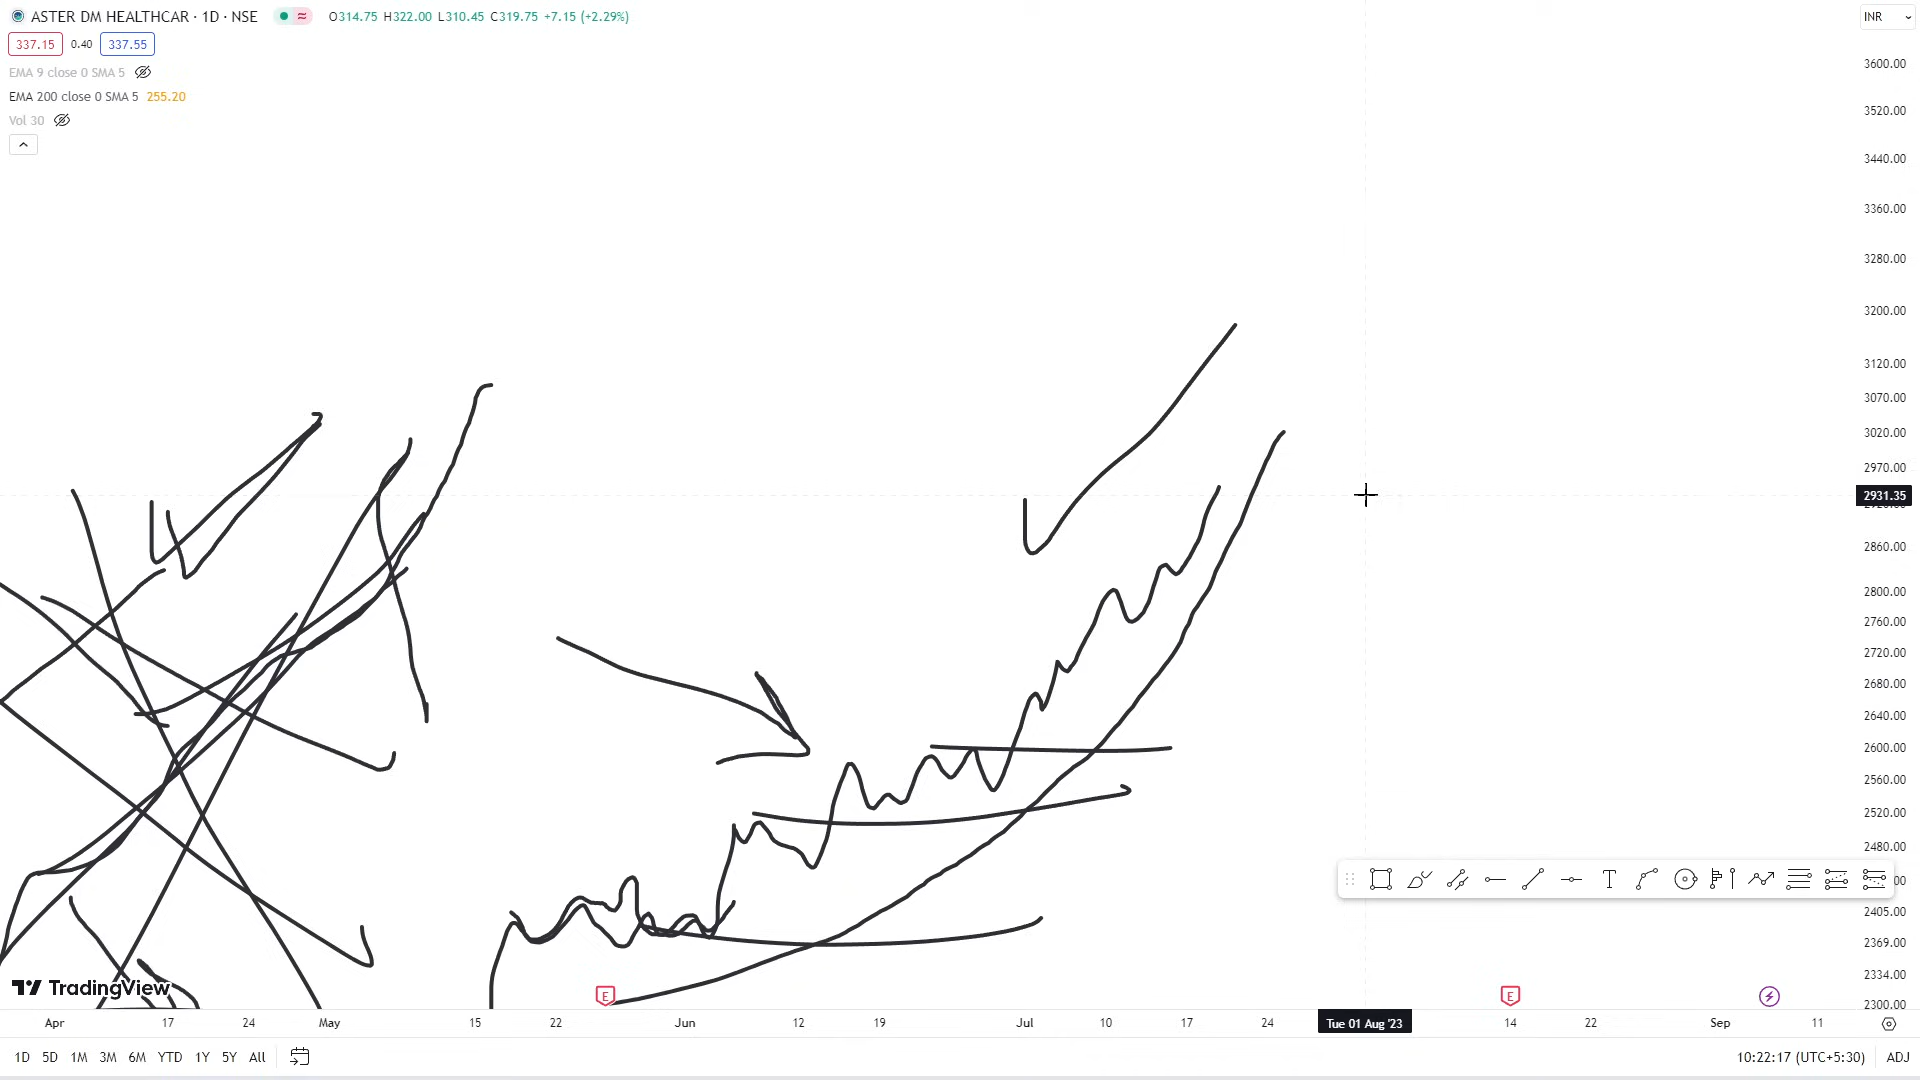 ASTER DM HEALTHCAR · 1D · NSE O314.75 H322.00 L310.45 C319.75 +7.15 (+2.29%)
INR
337.15 0.40 337.55
EMA 9 close 0 SMA 5
EMA 200 close 0 SMA 5 255.20
Vol 30
3600.00
3520.00
3440.00
3360.00
3280.00
3200.00
3120.00
3070.00
3020.00
2970.00
2931.35
2860.00
2800.00
2760.00
2720.00
2680.00
2640.00
2600.00
2560.00
2520.00
2480.00
2405.00
2369.00
2334.00
2300.00
TradingView
E E
Apr 17 24 May 15 22 Jun 12 19 Jul 10 17 24 Tue 01 Aug '23 14 22 Sep 11
1D 5D 1M 3M 6M YTD 1Y 5Y All 10:22:17 (UTC+5:30) ADJ